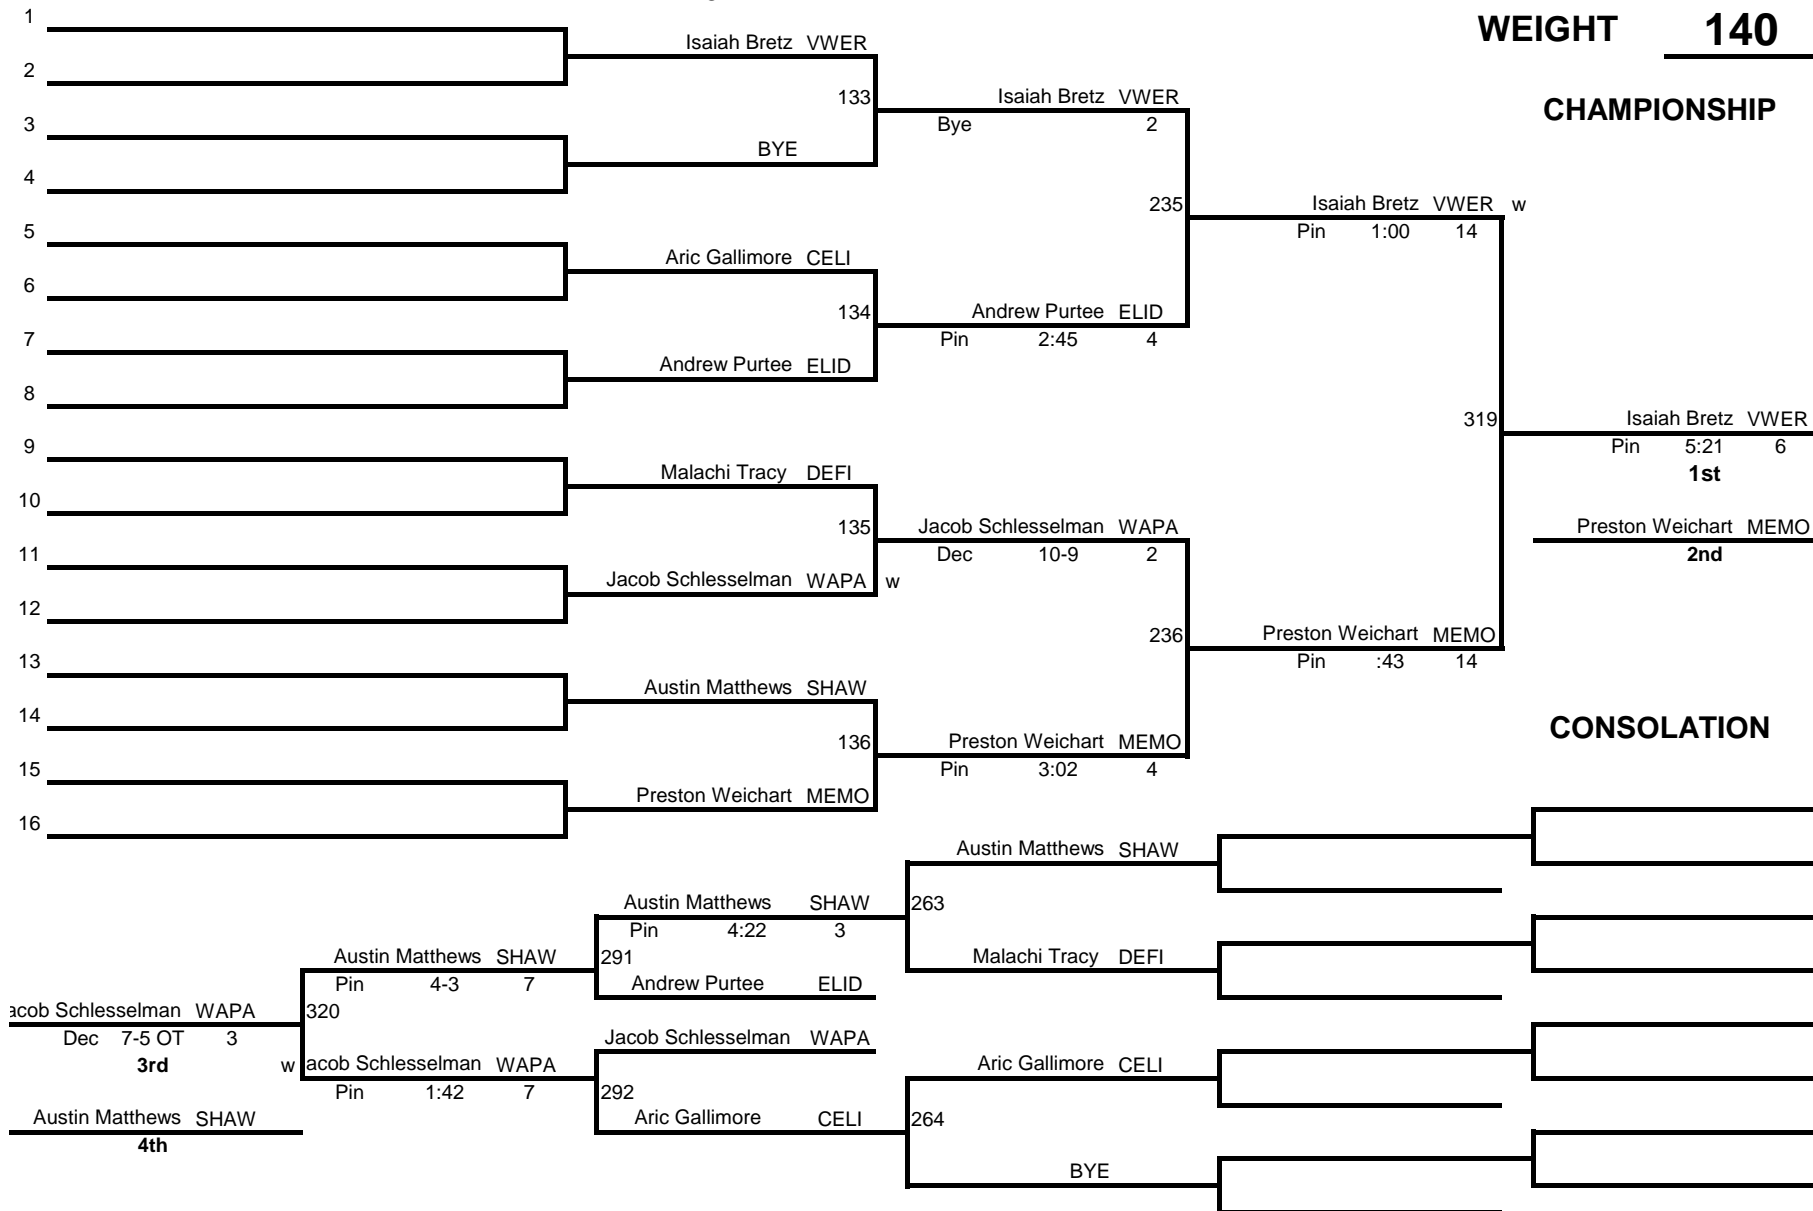 WEIGHT 140
1
Isaiah Bretz VWER
2
133
Isaiah Bretz VWER
Bye 2
CHAMPIONSHIP
3
BYE
4
235
Isaiah Bretz VWER w
Pin 1:00 14
5
Aric Gallimore CELI
6
134
Andrew Purtee ELID
Pin 2:45 4
7
Andrew Purtee ELID
8
319
Isaiah Bretz VWER
Pin 5:21 6
1st
9
Malachi Tracy DEFI
10
135
Jacob Schlesselman WAPA
Dec 10-9 2
Preston Weichart MEMO
2nd
11
Jacob Schlesselman WAPA w
12
236
Preston Weichart MEMO
Pin :43 14
13
Austin Matthews SHAW
14
136
Preston Weichart MEMO
Pin 3:02 4
CONSOLATION
15
Preston Weichart MEMO
16
Austin Matthews SHAW
Austin Matthews SHAW
263
Pin 4:22 3
Austin Matthews SHAW
291
Malachi Tracy DEFI
Pin 4-3 7
Andrew Purtee ELID
acob Schlesselman WAPA
320
Dec 7-5 OT 3
Jacob Schlesselman WAPA
3rd
w acob Schlesselman WAPA
Aric Gallimore CELI
Pin 1:42 7
292
Austin Matthews SHAW
Aric Gallimore CELI
264
4th
BYE